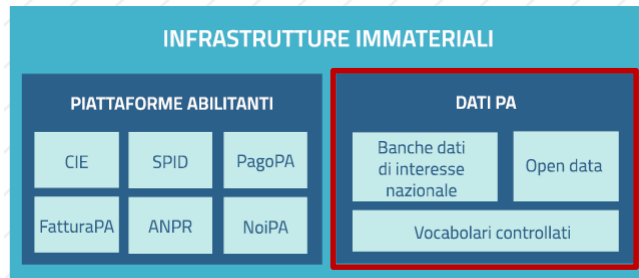 INFRASTRUTTURE IMMATERIALI
PIATTAFORME ABILITANTI
CIE
SPID
PagoPA
FatturaPA
ANPR
NoiPA
DATI PA
Banche dati
di interesse
nazionale
Open data
Vocabolari controllati